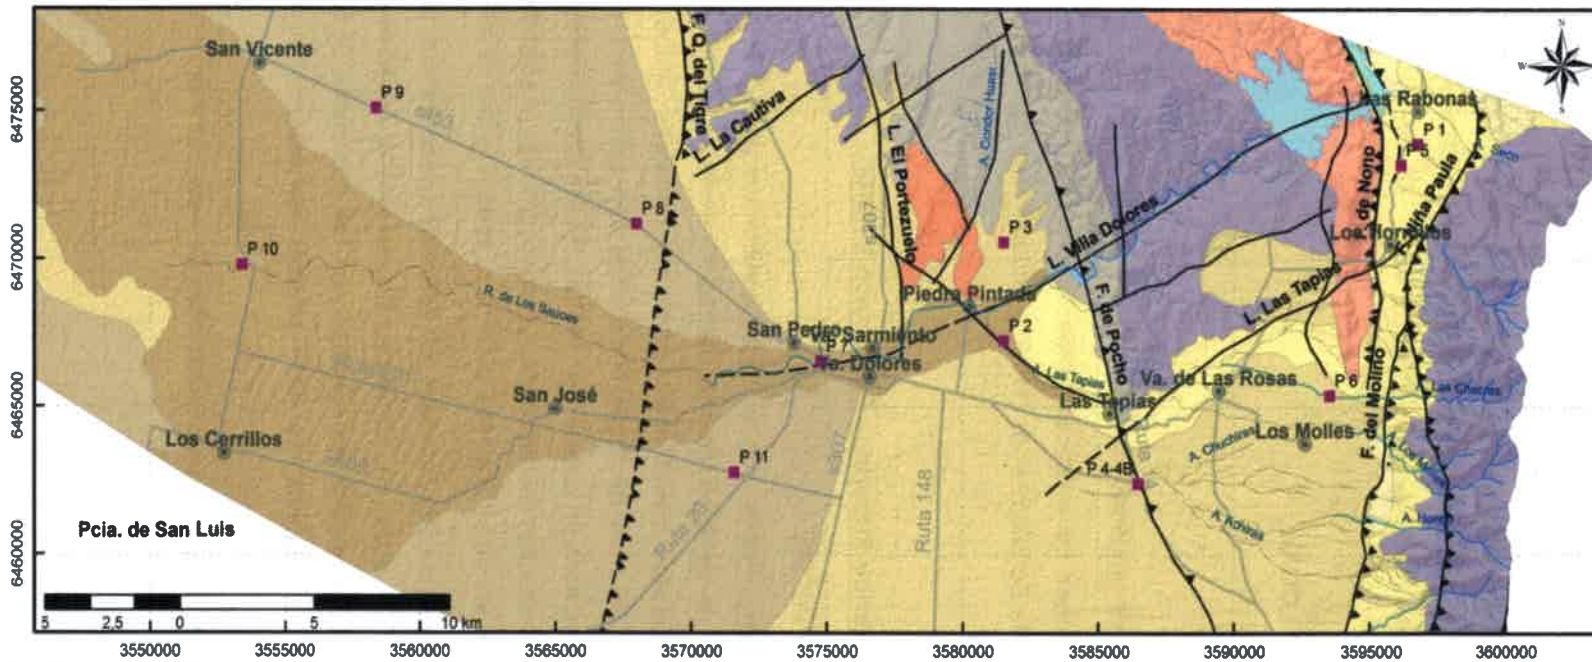 San Vicente
P 9
P 10
P 8
R. de Los Sauces
San José
Los Cerrillos
P 11
Ruta 20
Pcia. de San Luis
F. Q. del Tigre
L. La Cautiva
L. El Portezuelo
A. Condor Huasi
P 3
L. Villa Dolores
Piedra Pintada
San Pedro
Va. Sarmiento
P 7
Va. Dolores
P 2
A. Las Tapias
Las Tapias
F. de Pocho
L. Las Tapias
Va. de Las Rosas
P 6
Los Molles
A. Chuchiras
P 4-4B
A. Achiras
Ruta 148
Las Rabonas
P 1
P 5
Seco
F. de Nono
F. Niña Paula
Los Hornillos
F. del Molino
Las Chacras
W
5 2,5 0 5 10 km
6475000
6470000
6465000
6460000
3550000 3555000 3560000 3565000 3570000 3575000 3580000 3585000 3590000 3595000 3600000